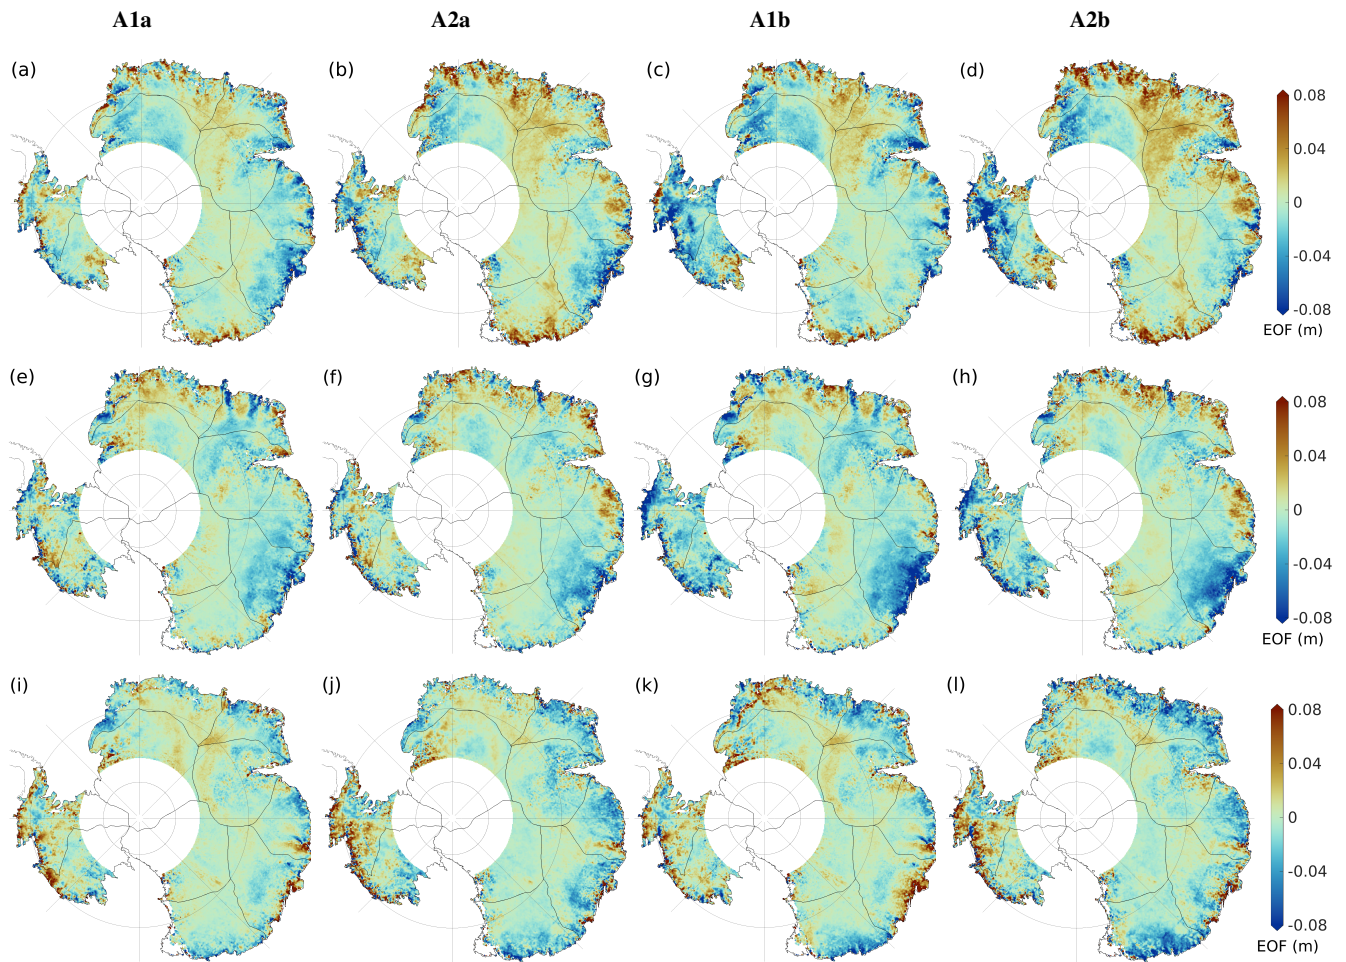 A1a A2a A1b A2b
(a) (b) (c) (d)
0.08
0.04
0
-0.04
-0.08
EOF (m)
(e) (f) (g) (h)
0.08
0.04
0
-0.04
-0.08
EOF (m)
(i) (j) (k) (l)
0.08
0.04
0
-0.04
-0.08
EOF (m)